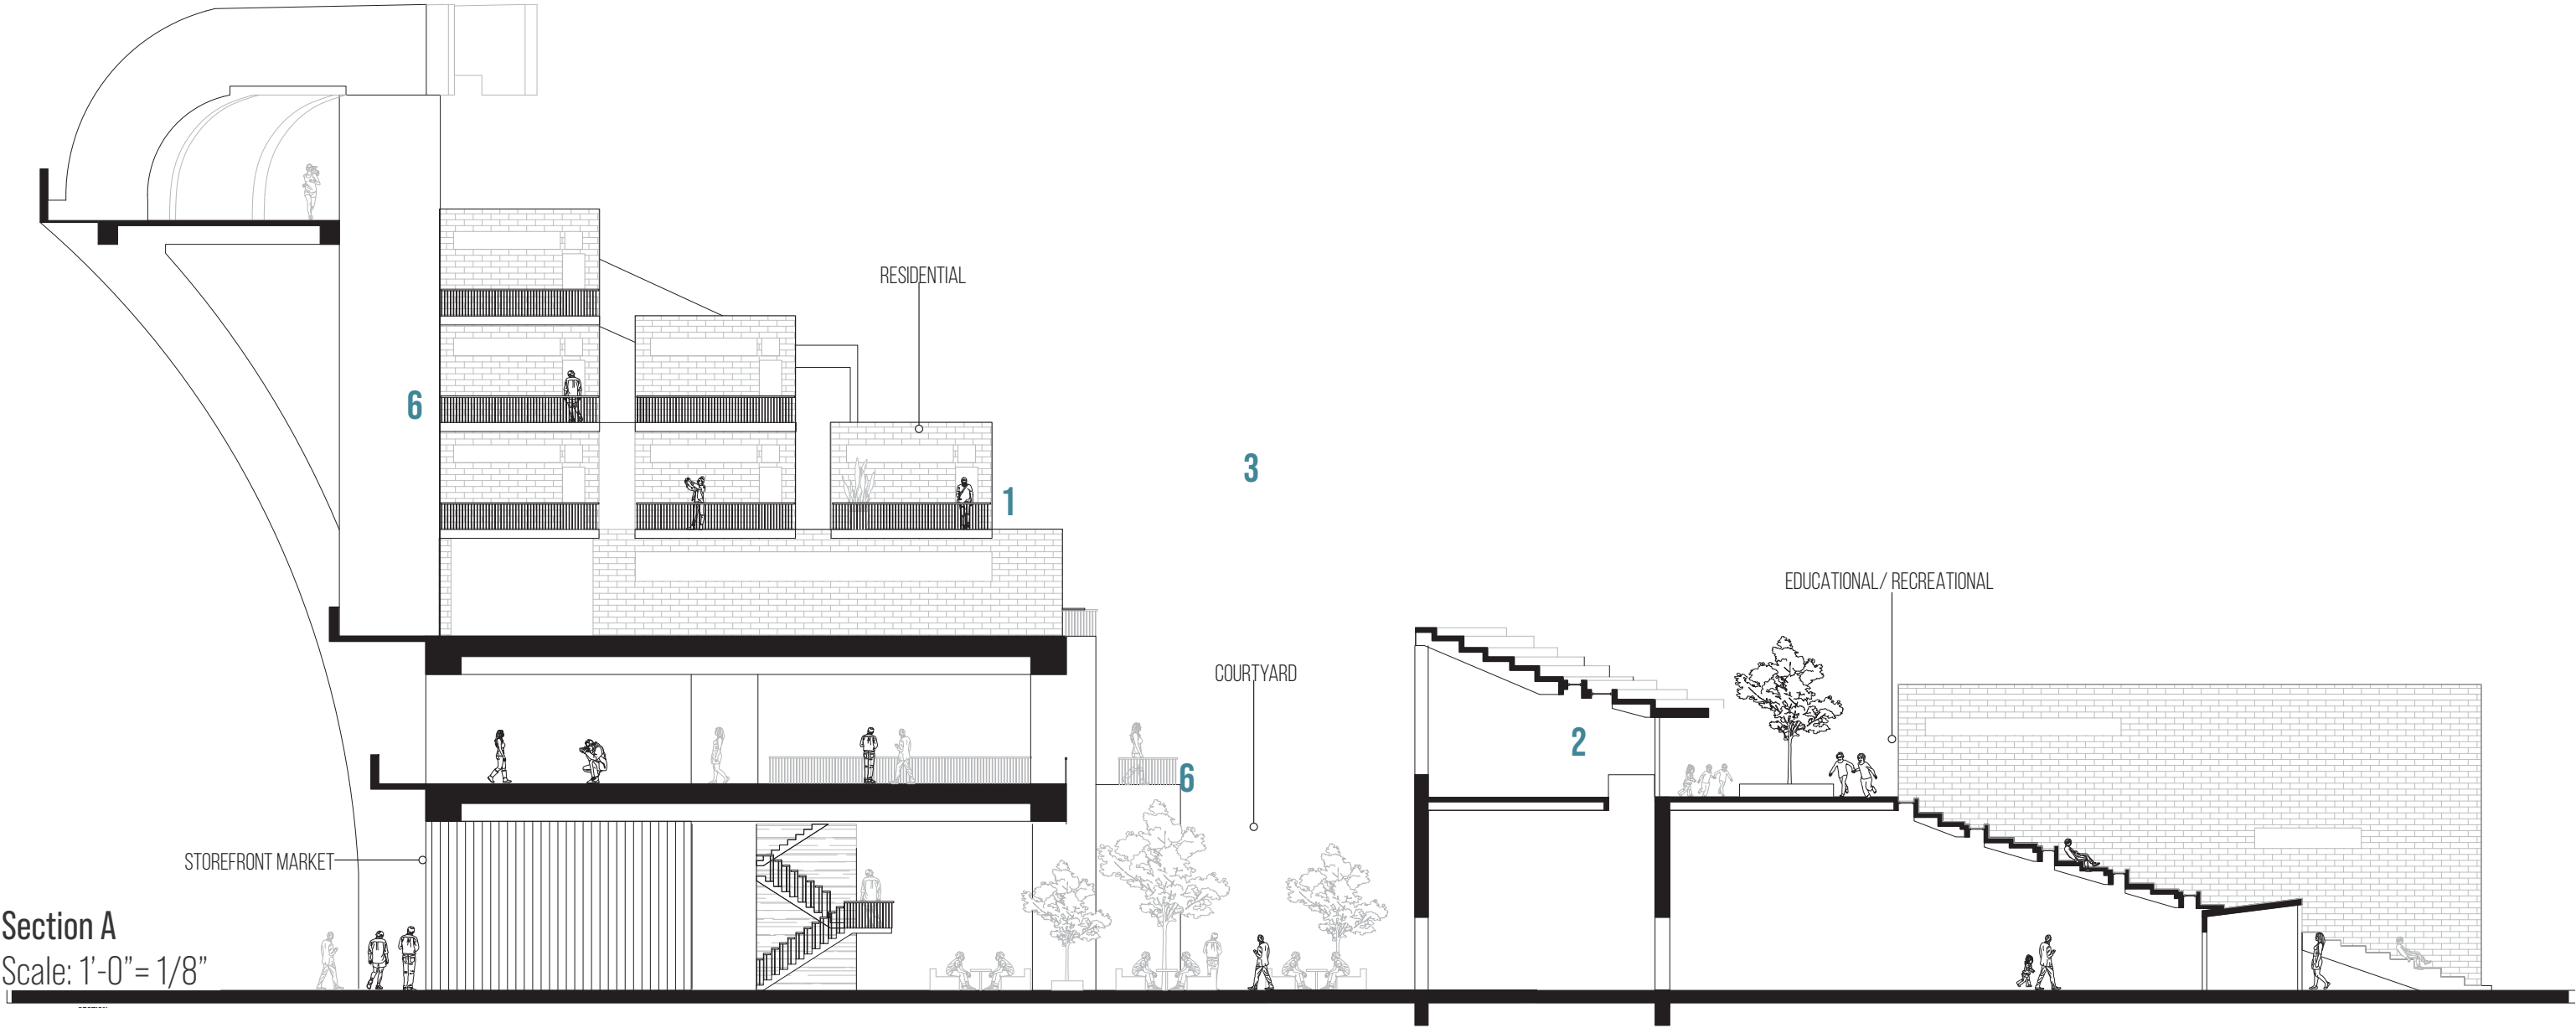 RESIDENTIAL
6
3
1
EDUCATIONAL/ RECREATIONAL
COURTYARD
2
6
STOREFRONT MARKET
Section A
Scale: 1'-0"= 1/8"